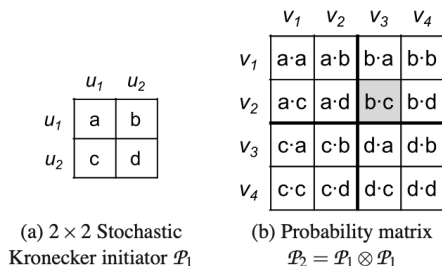 u₁ u₂
u₁ a b
u₂ c d
(a) 2 × 2 Stochastic
Kronecker initiator 𝒫₁
v₁ v₂ v₃ v₄
v₁ a·a a·b b·a b·b
v₂ a·c a·d b·c b·d
v₃ c·a c·b d·a d·b
v₄ c·c c·d d·c d·d
(b) Probability matrix
𝒫₂ = 𝒫₁ ⊗ 𝒫₁